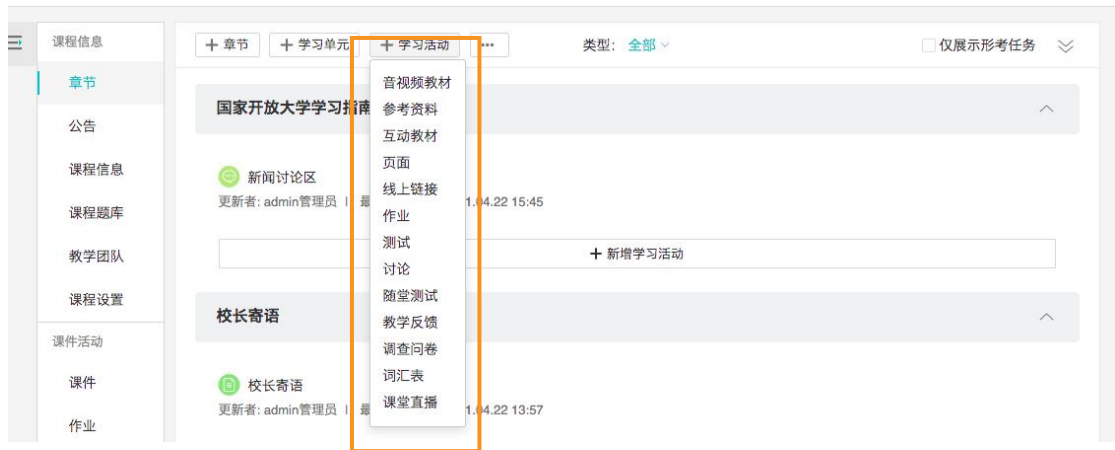 课程信息
章节
公告
课程信息
课程题库
教学团队
课程设置
课件活动
课件
作业
+ 章节 + 学习单元 + 学习活动 ··· 类型: 全部 仅展示形考任务
音视频教材
参考资料
互动教材
页面
线上链接
作业
测试
讨论
随堂测试
教学反馈
调查问卷
词汇表
课堂直播
国家开放大学学习指南
新闻讨论区
更新者: admin管理员 | 1.04.22 15:45
+ 新增学习活动
校长寄语
校长寄语
更新者: admin管理员 | 1.04.22 13:57